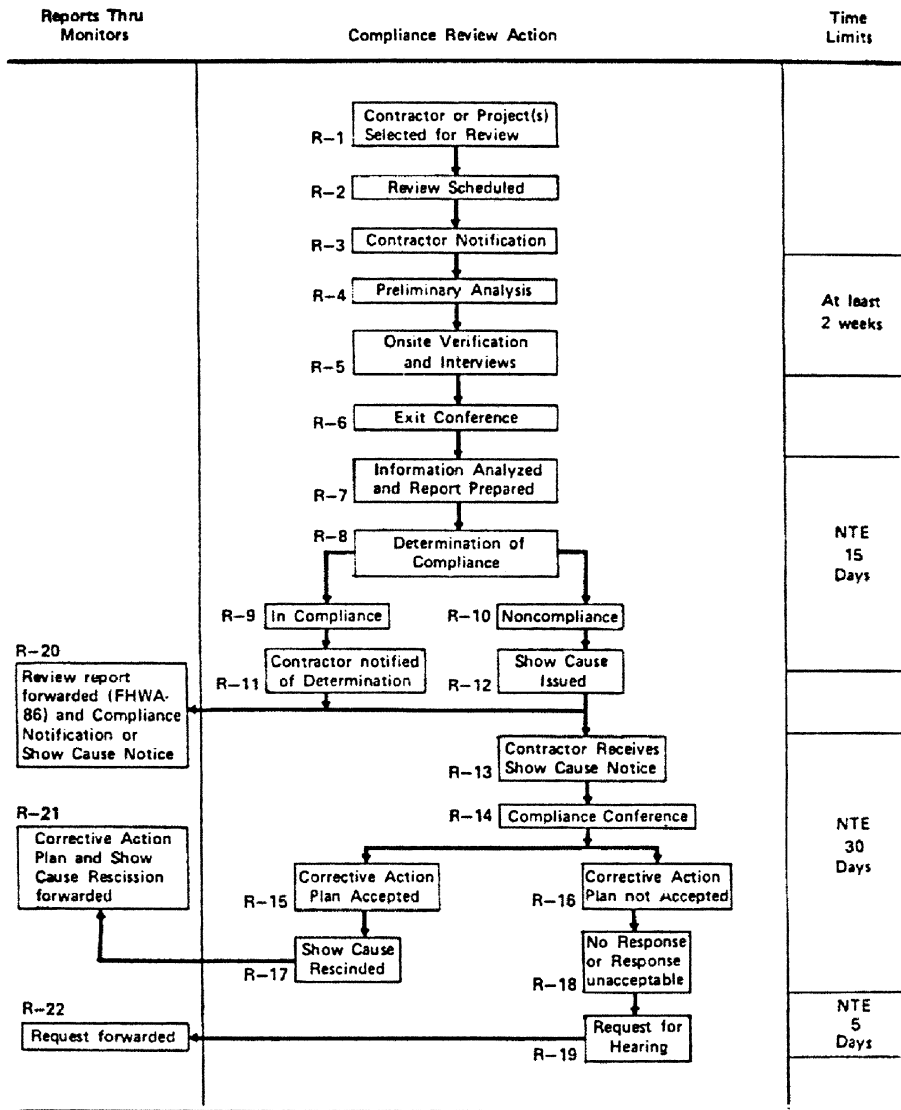 Reports Thru
Monitors
Compliance Review Action
Time
Limits
R-1
Contractor or Project(s)
Selected for Review
R-2
Review Scheduled
R-3
Contractor Notification
R-4
Preliminary Analysis
At least
2 weeks
R-5
Onsite Verification
and Interviews
R-6
Exit Conference
R-7
Information Analyzed
and Report Prepared
R-8
Determination of
Compliance
NTE
15
Days
R-9
In Compliance
R-10
Noncompliance
R-11
Contractor notified
of Determination
R-12
Show Cause
Issued
R-20
Review report
forwarded (FHWA-
86) and Compliance
Notification or
Show Cause Notice
R-13
Contractor Receives
Show Cause Notice
R-14
Compliance Conference
NTE
30
Days
R-21
Corrective Action
Plan and Show
Cause Rescission
forwarded
R-15
Corrective Action
Plan Accepted
R-16
Corrective Action
Plan not Accepted
R-17
Show Cause
Rescinded
R-18
No Response
or Response
unacceptable
R-22
Request forwarded
R-19
Request for
Hearing
NTE
5
Days